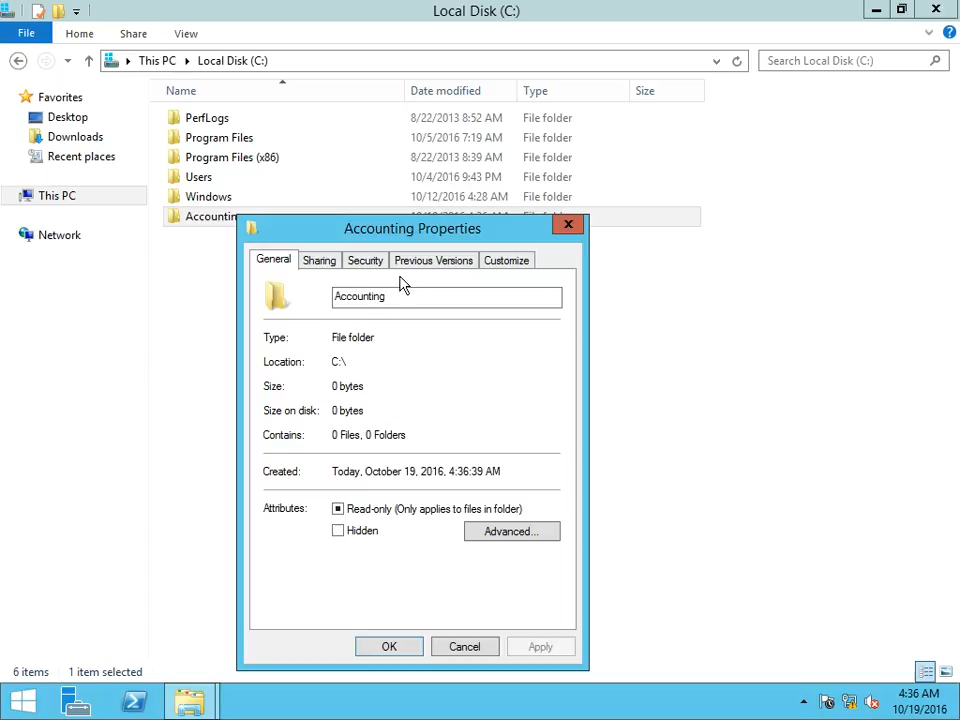 Local Disk (C:)
File Home Share View
This PC Local Disk (C:) Search Local Disk (C:)
Name Date modified Type Size
Favorites
Desktop
Downloads
Recent places
This PC
Network
PerfLogs 8/22/2013 8:52 AM File folder
Program Files 10/5/2016 7:19 AM File folder
Program Files (x86) 8/22/2013 8:39 AM File folder
Users 10/4/2016 9:43 PM File folder
Windows 10/12/2016 4:28 AM File folder
Accounting Properties
General Sharing Security Previous Versions Customize
Accounting
Type: File folder
Location: C:\
Size: 0 bytes
Size on disk: 0 bytes
Contains: 0 Files, 0 Folders
Created: Today, October 19, 2016, 4:36:39 AM
Attributes: Read-only (Only applies to files in folder)
Hidden Advanced...
OK Cancel Apply
6 items 1 item selected
4:36 AM
10/19/2016